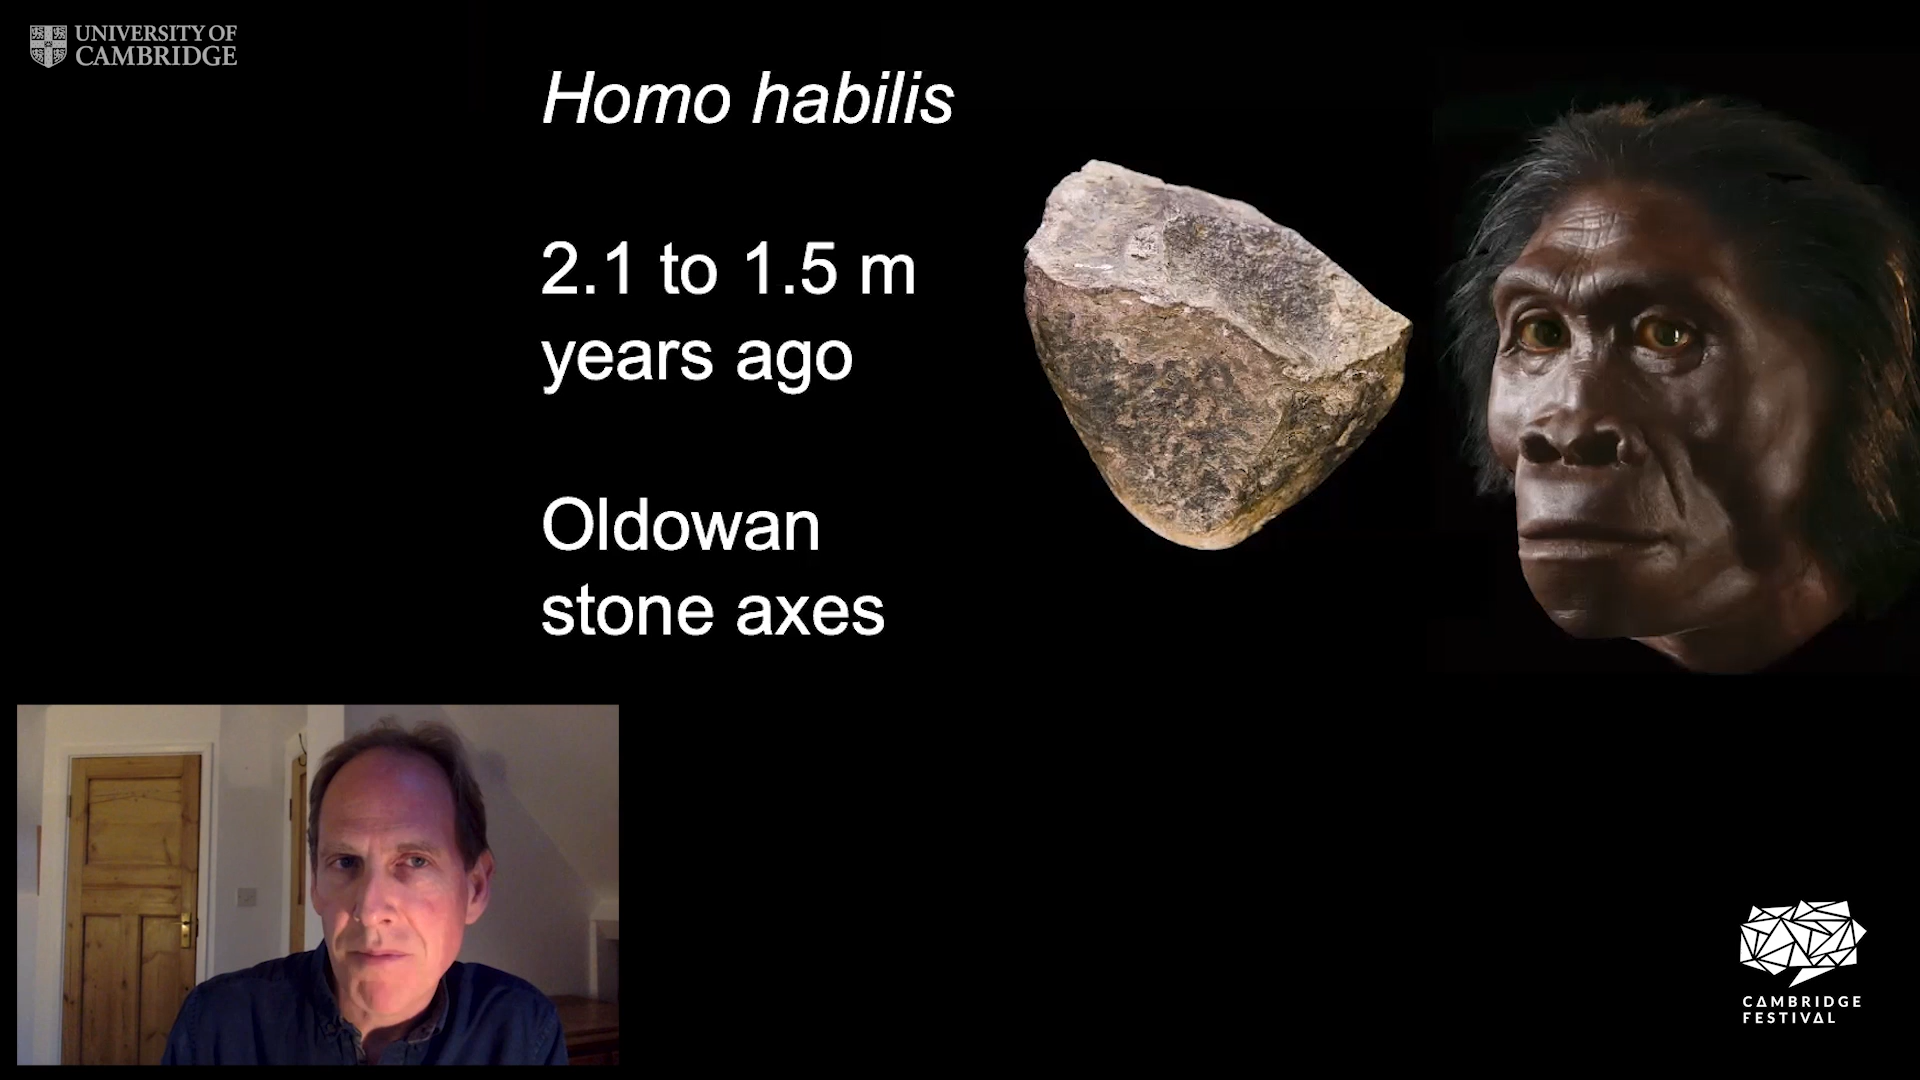 UNIVERSITY OF
CAMBRIDGE
Homo habilis
2.1 to 1.5 m
years ago
Oldowan
stone axes
CAMBRIDGE
FESTIVAL